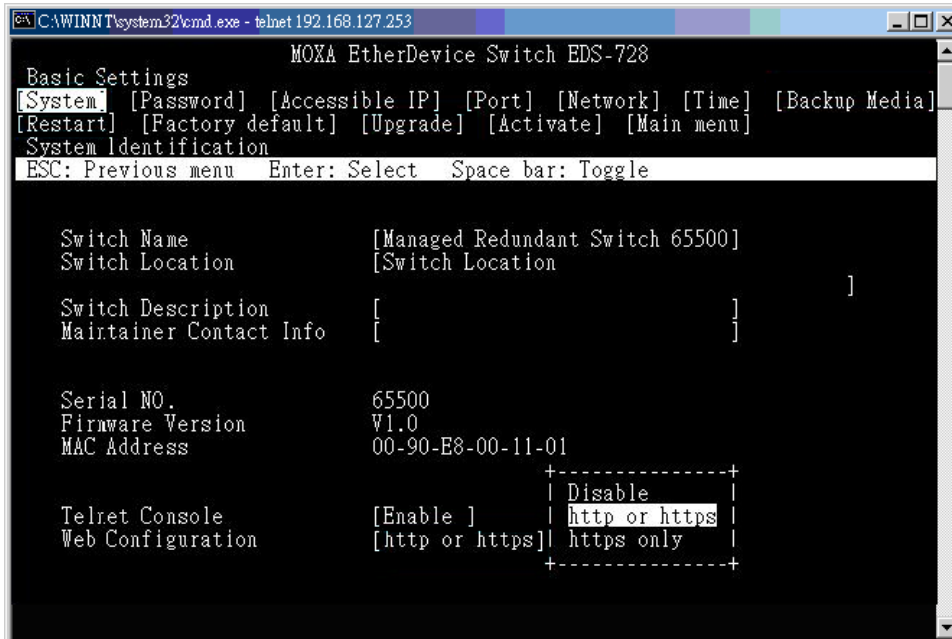 C:\WINNT\system32\cmd.exe - telnet 192.168.127.253
MOXA EtherDevice Switch EDS-728
Basic Settings
[System] [Password] [Accessible IP] [Port] [Network] [Time] [Backup Media]
[Restart] [Factory default] [Upgrade] [Activate] [Main menu]
System Identification
ESC: Previous menu Enter: Select Space bar: Toggle
Switch Name [Managed Redundant Switch 65500]
Switch Location [Switch Location
]
Switch Description [ ]
Maintainer Contact Info [ ]
Serial NO. 65500
Firmware Version V1.0
MAC Address 00-90-E8-00-11-01
+---------------+
| Disable |
Telnet Console [Enable ] | http or https |
Web Configuration [http or https]| https only |
+---------------+